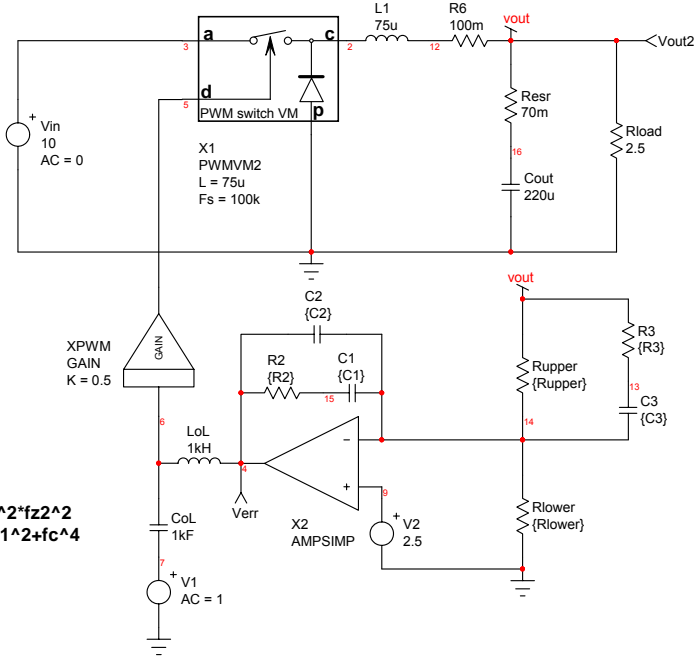 L1
75u
R6
100m
vout
a
c
3
2
12
Vout2
d
5
p
PWM switch VM
Vin
10
AC = 0
X1
PWMVM2
L = 75u
Fs = 100k
Resr
70m
16
Cout
220u
Rload
2.5
vout
XPWM
GAIN
K = 0.5
GAIN
C2
{C2}
R2
{R2}
C1
{C1}
15
Rupper
{Rupper}
R3
{R3}
13
C3
{C3}
14
6
LoL
1kH
4
Verr
X2
AMPSIMP
9
V2
2.5
Rlower
{Rlower}
^2*fz2^2
1^2+fc^4
CoL
1kF
7
V1
AC = 1